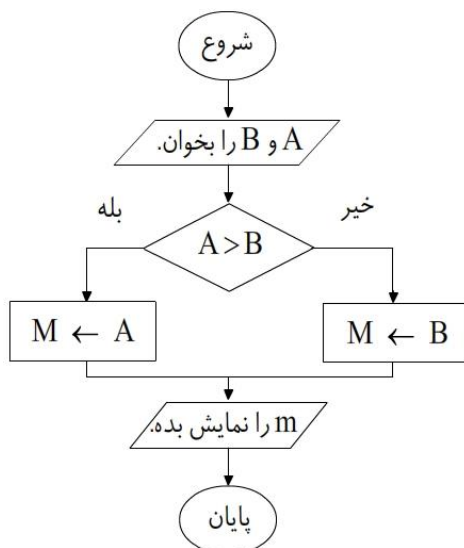 شروع
A و B را بخوان.
بله
خیر
A > B
M ← A
M ← B
m را نمایش بده.
پایان